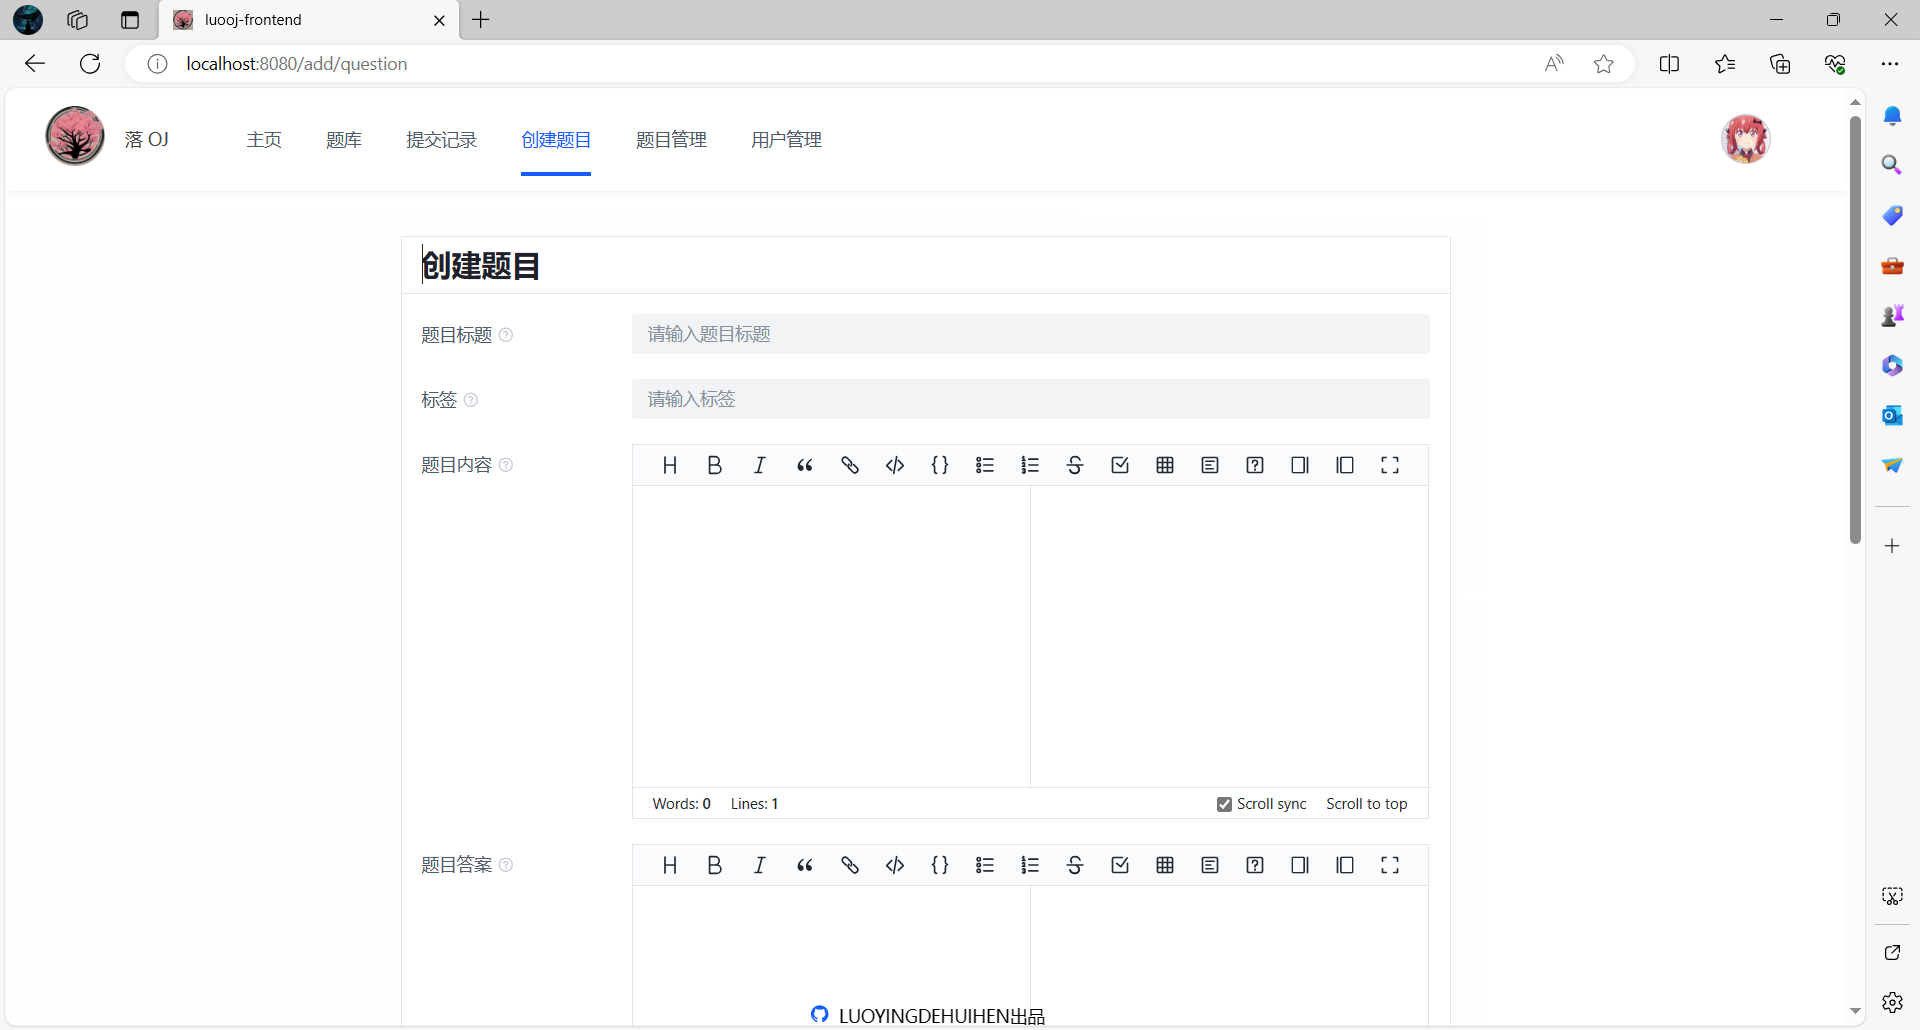 luooj-frontend
localhost:8080/add/question
落 OJ
主页
题库
提交记录
创建题目
题目管理
用户管理
创建题目
题目标题
请输入题目标题
标签
请输入标签
题目内容
Words: 0 Lines: 1
Scroll sync Scroll to top
题目答案
LUOYINGDEHUIHEN出品